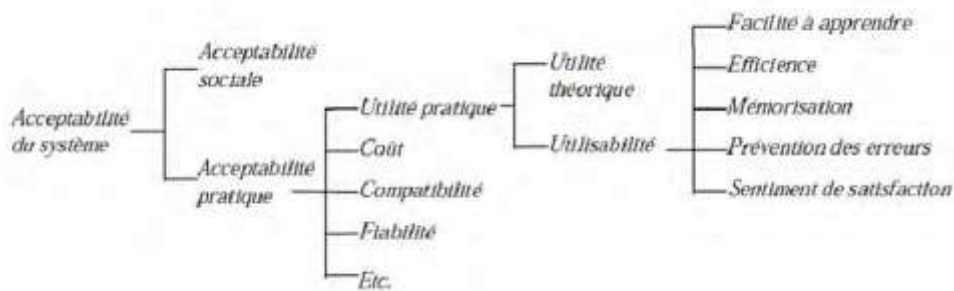 Acceptabilité
du système
Acceptabilité
sociale
Acceptabilité
pratique
Utilité pratique
Coût
Compatibilité
Fiabilité
Etc.
Utilité
théorique
Utilisabilité
Facilité à apprendre
Efficience
Mémorisation
Prévention des erreurs
Sentiment de satisfaction